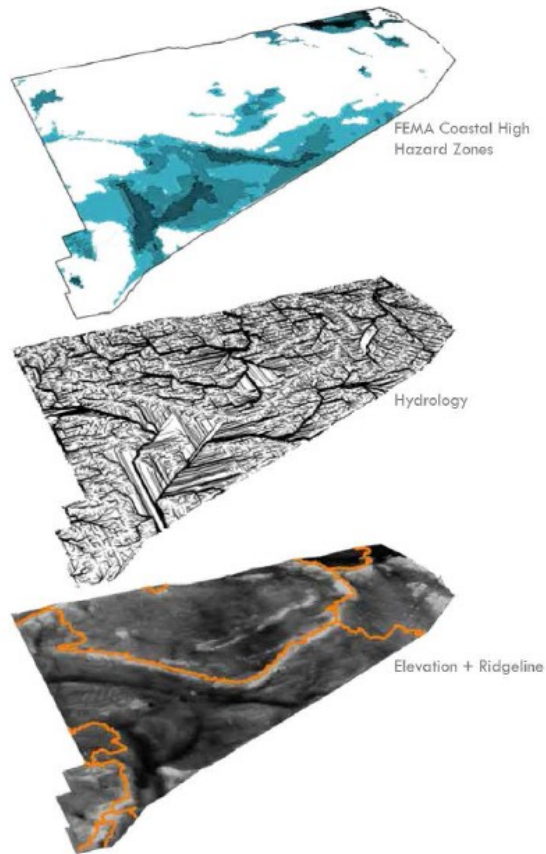 FEMA Coastal High
Hazard Zones
Hydrology
Elevation + Ridgeline